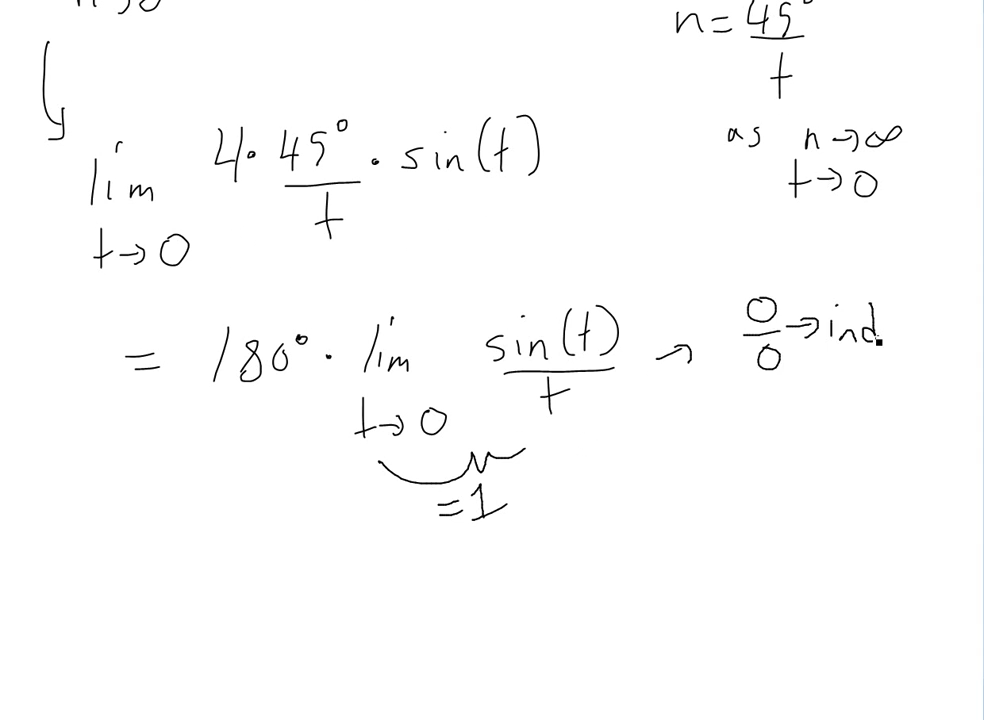 n = 45°/t
lim t→0 4 · 45°/t · sin(t)
as n→∞
t→0
= 180° · lim t→0 sin(t)/t → 0/0 → ind.
=1